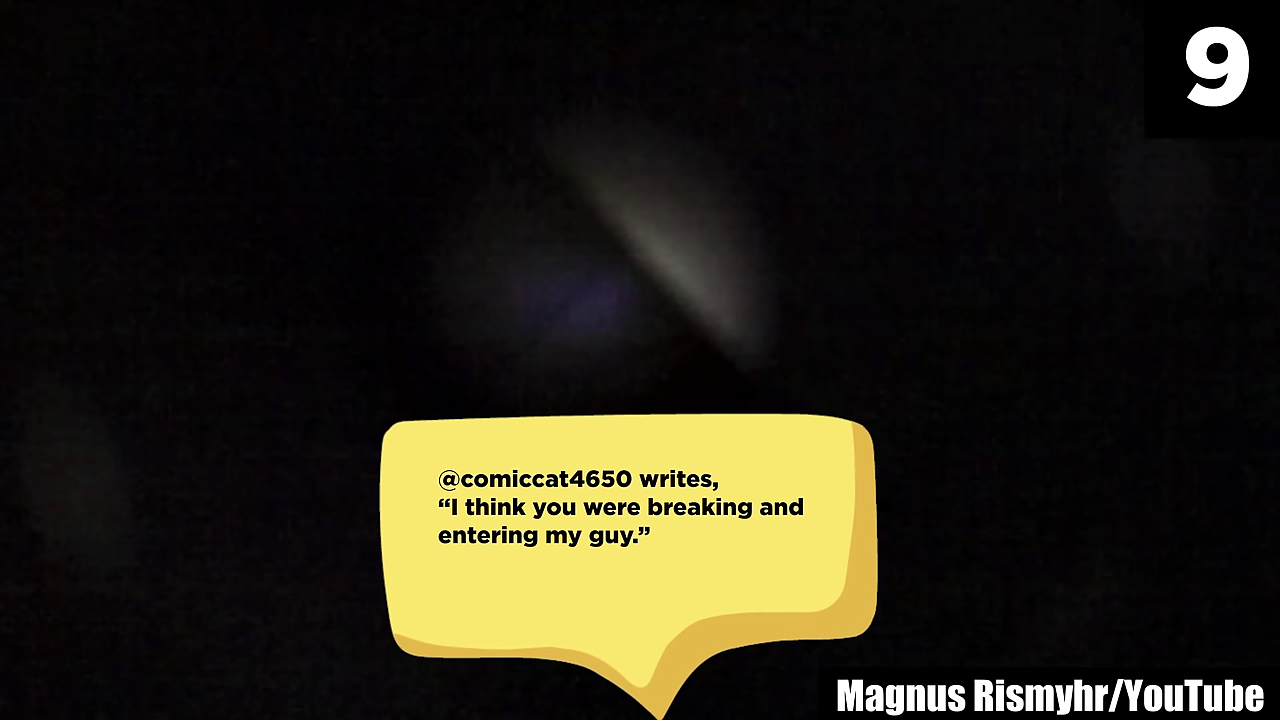 9
@comiccat4650 writes,
“I think you were breaking and
entering my guy.”
Magnus Rismyhr/YouTube